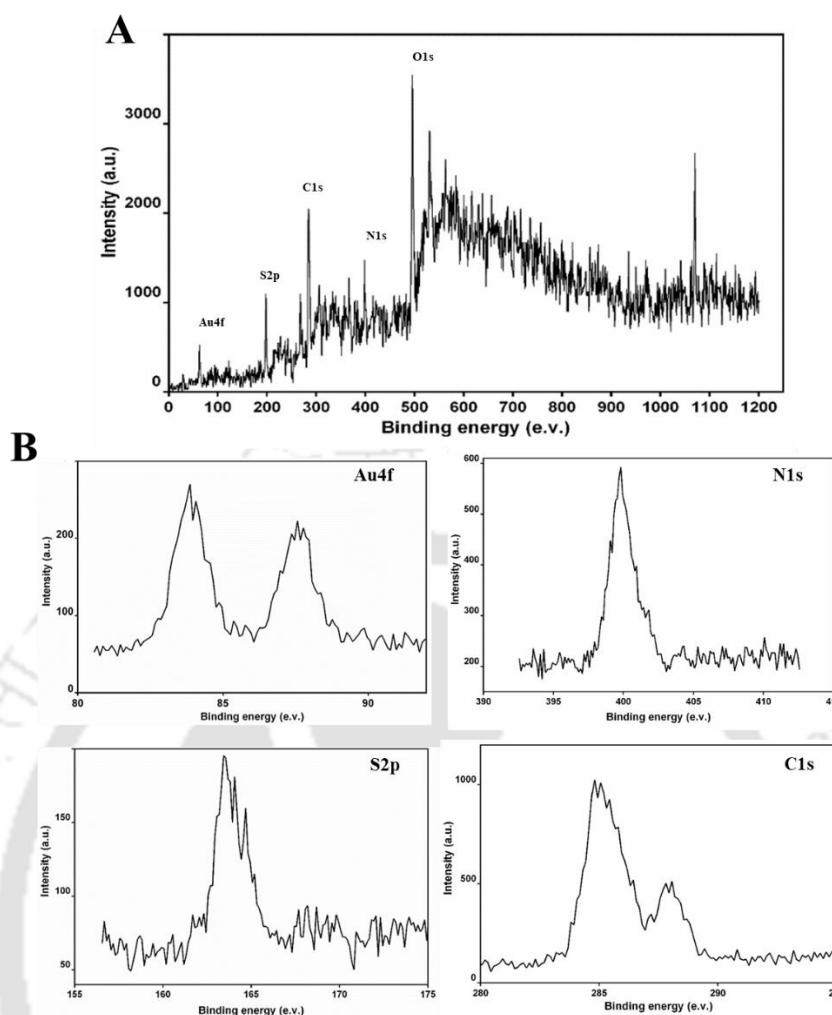 A
O1s
C1s
N1s
S2p
Au4f
3000
2000
1000
0
Intensity (a.u.)
0 100 200 300 400 500 600 700 800 900 1000 1100 1200
Binding energy (e.v.)
B
Au4f
200
100
0
Intensity (a.u.)
80 85 90
Binding energy (e.v.)
N1s
600
500
400
300
200
Intensity (a.u.)
390 395 400 405 410
Binding energy (e.v.)
S2p
150
100
50
Intensity (a.u.)
155 160 165 170 175
Binding energy (e.v.)
C1s
1000
500
0
Intensity (a.u.)
280 285 290
Binding energy (e.v.)